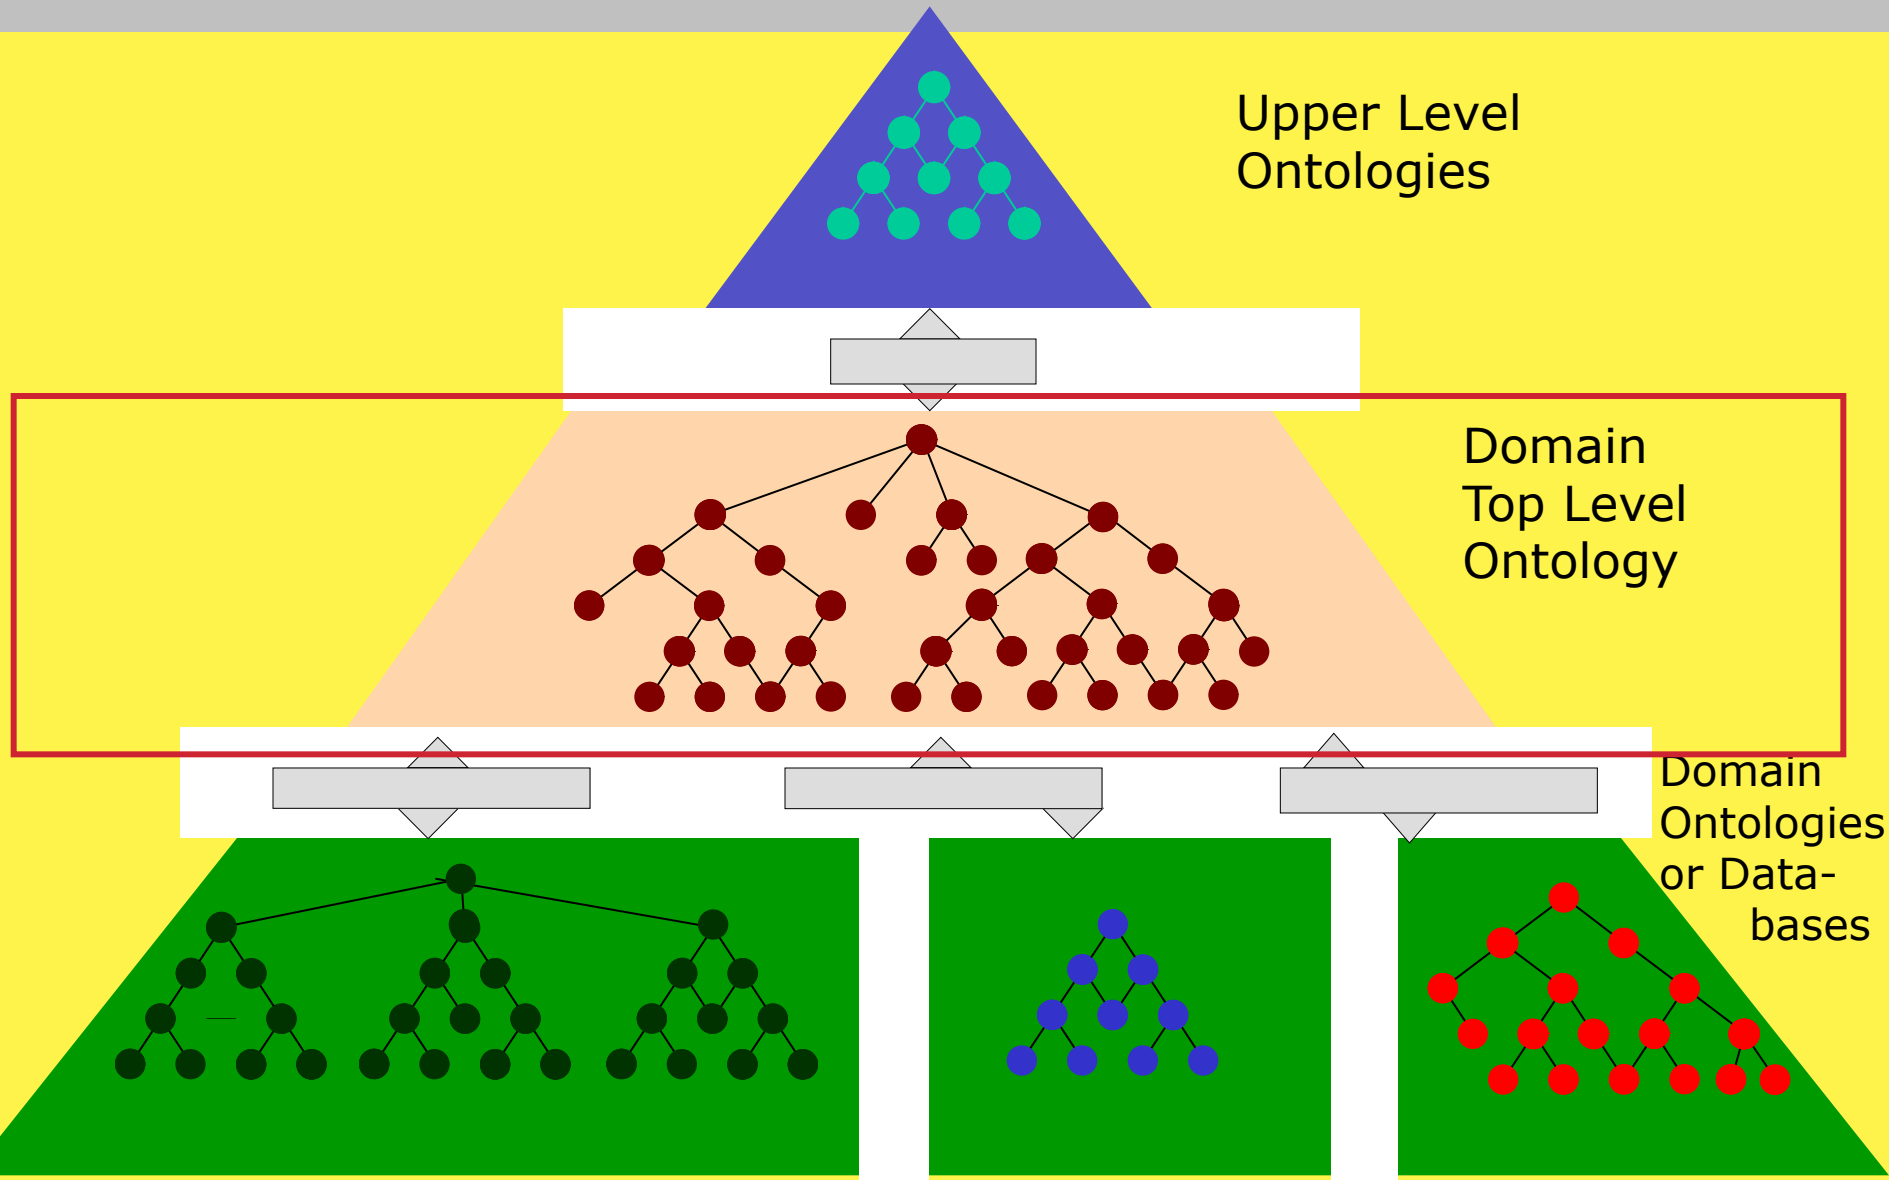 Upper Level
Ontologies
Domain
Top Level
Ontology
Domain
Ontologies
or Data-
bases